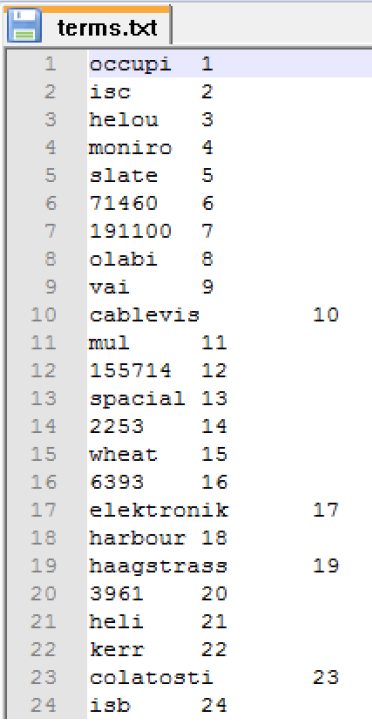 terms.txt
1 occupi 1
2 isc 2
3 helou 3
4 moniro 4
5 slate 5
6 71460 6
7 191100 7
8 olabi 8
9 vai 9
10 cablevis 10
11 mul 11
12 155714 12
13 spacial 13
14 2253 14
15 wheat 15
16 6393 16
17 elektronik 17
18 harbour 18
19 haagstrass 19
20 3961 20
21 heli 21
22 kerr 22
23 colatosti 23
24 isb 24